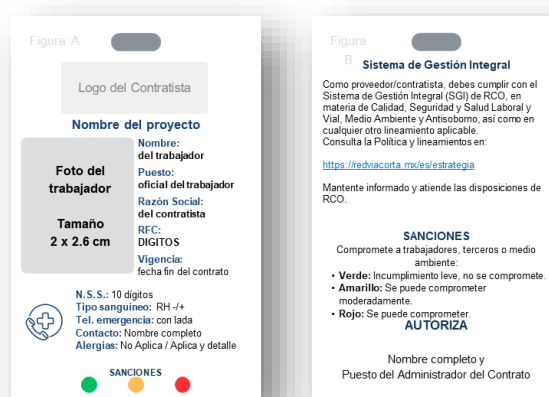 Figura A
Logo del Contratista
Nombre del proyecto
Foto del
trabajador
Tamaño
2 x 2.6 cm
Nombre:
del trabajador
Puesto:
oficial del trabajador
Razón Social:
del contratista
RFC:
DIGITOS
Vigencia:
fecha fin del contrato
N.S.S.: 10 dígitos
Tipo sanguíneo: RH -/+
Tel. emergencia: con lada
Contacto: Nombre completo
Alergias: No Aplica / Aplica y detalle
SANCIONES
Figura
B
Sistema de Gestión Integral
Como proveedor/contratista, debes cumplir con el
Sistema de Gestión Integral (SGI) de RCO, en
materia de Calidad, Seguridad y Salud Laboral y
Vial, Medio Ambiente y Antisoborno, así como en
cualquier otro lineamiento aplicable.
Consulta la Política y lineamientos en:
https://redviacorta.mx/es/estrategia
Mantente informado y atiende las disposiciones de
RCO.
SANCIONES
Compromete a trabajadores, terceros o medio
ambiente:
• Verde: Incumplimiento leve, no se compromete.
• Amarillo: Se puede comprometer
moderadamente.
• Rojo: Se puede comprometer.
AUTORIZA
Nombre completo y
Puesto del Administrador del Contrato